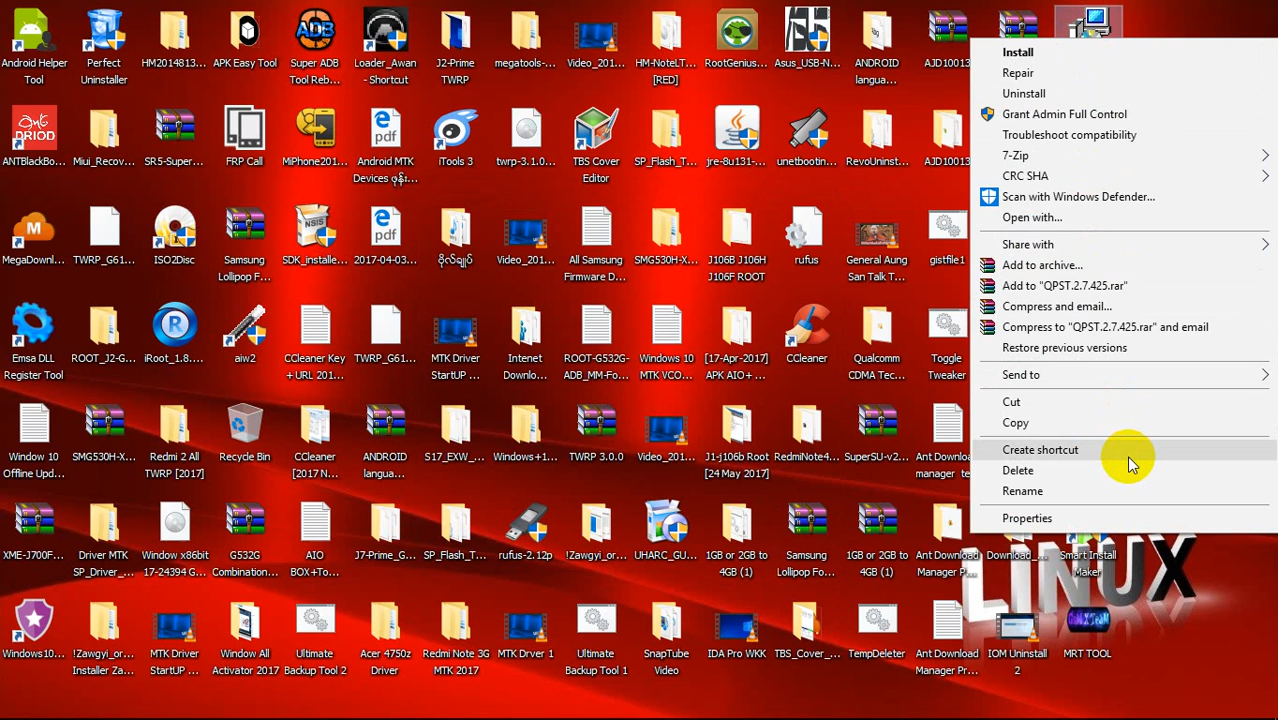 Android Helper
Tool
Perfect
Uninstaller
HM2014813...
APK Easy Tool
Super ADB
Tool Reb...
Loader_Awan
- Shortcut
J2-Prime
TWRP
megatools-...
Video_201...
HM-NoteLT...
[RED]
RootGenius...
Asus_USB-N...
ANDROID
langua...
AJD10013
ANTBlackBo...
Miui_Recov...
SR5-Super...
FRP Call
MiPhone201...
Android MTK
Devices ဖုန်း...
iTools 3
twrp-3.1.0...
TBS Cover
Editor
SP_Flash_T...
jre-8u131-...
unetbootin...
RevoUninst...
AJD10013
MegaDownl...
TWRP_G61...
ISO2Disc
Samsung
Lollipop F...
SDK_installe...
2017-04-03...
ဗိုလ်ချုပ်
Video_201...
All Samsung
Firmware D...
SMG530H-X...
J106B J106H
J106F ROOT
rufus
General Aung
San Talk T...
gistfile1
Emsa DLL
Register Tool
ROOT_J2-G...
iRoot_1.8....
aiw2
CCleaner Key
+ URL 201...
TWRP_G61...
MTK Driver
StartUP ...
Intenet
Downlo...
ROOT-G532G-
ADB_MM-Fo...
Windows 10
MTK VCO...
[17-Apr-2017]
APK AIO+ ...
CCleaner
Qualcomm
CDMA Tec...
Toggle
Tweaker
Window 10
Offline Upd...
SMG530H-X...
Redmi 2 All
TWRP [2017]
Recycle Bin
CCleaner
[2017 N...
ANDROID
langua...
S17_EXW_...
Windows+1...
TWRP 3.0.0
Video_201...
J1-j106b Root
[24 May 2017]
RedmiNote4...
SuperSU-v2...
Ant Download
manager te
XME-J700F...
Driver MTK
SP_Driver_...
Window x86bit
17-24394 G...
G532G
Combination...
AIO
BOX+To...
J7-Prime_G...
SP_Flash_T...
rufus-2.12p
!Zawgyi_or...
UHARC_GU...
1GB or 2GB to
4GB (1)
Samsung
Lollipop Fo...
1GB or 2GB to
4GB (1)
Ant Download
Manager P...
Download_...
Smart Install
Maker
Windows10...
!Zawgyi_or...
Installer Za...
MTK Driver
StartUP ...
Window All
Activator 2017
Ultimate
Backup Tool 2
Acer 4750z
Driver
Redmi Note 3G
MTK 2017
MTK Drver 1
Ultimate
Backup Tool 1
SnapTube
Video
IDA Pro WKK
TBS_Cover_...
TempDeleter
Ant Download
Manager Pro...
IOM Uninstall
2
MRT TOOL
Install
Repair
Uninstall
Grant Admin Full Control
Troubleshoot compatibility
7-Zip
CRC SHA
Scan with Windows Defender...
Open with...
Share with
Add to archive...
Add to "QPST.2.7.425.rar"
Compress and email...
Compress to "QPST.2.7.425.rar" and email
Restore previous versions
Send to
Cut
Copy
Create shortcut
Delete
Rename
Properties
LINUX